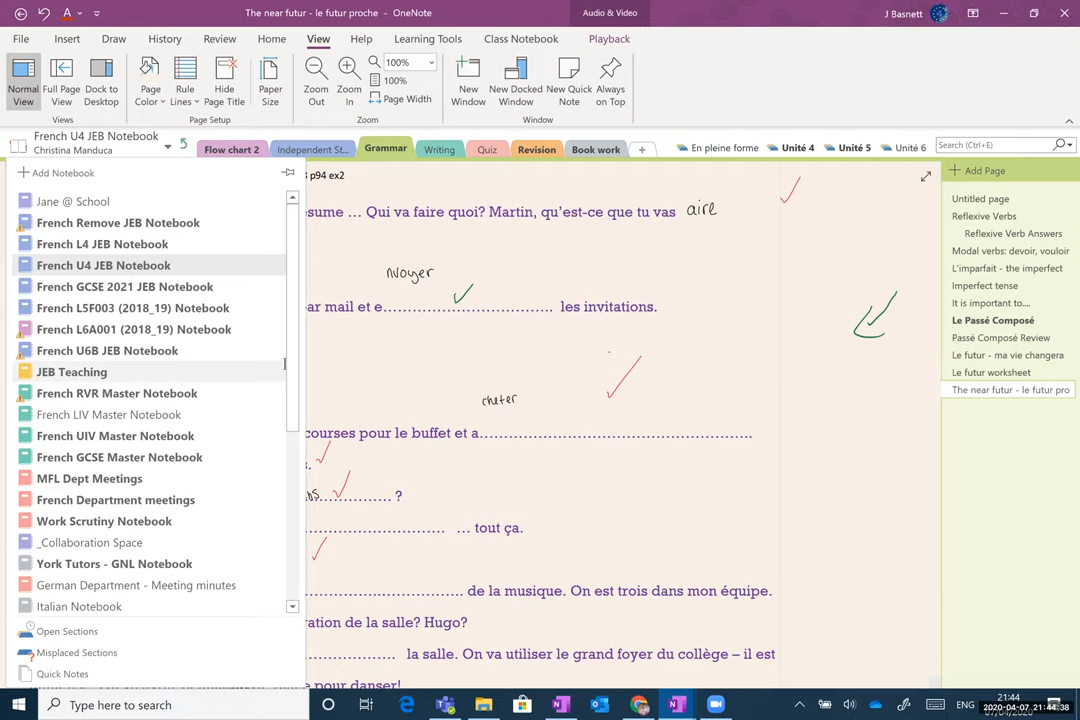 The near futur - le futur proche - OneNote
Audio & Video
J Basnett
File Insert Draw History Review Home View Help Learning Tools Class Notebook Playback
Normal View
Full Page View
Dock to Desktop
Page Color
Rule Lines
Hide Page Title
Paper Size
Zoom Out
Zoom In
100%
100%
Page Width
New Window
New Docked Window
New Quick Note
Always on Top
Views
Page Setup
Zoom
Window
French U4 JEB Notebook
Christina Manduca
Flow chart 2
Independent St...
Grammar
Writing
Quiz
Revision
Book work
En pleine forme
Unité 4
Unité 5
Unité 6
Search (Ctrl+E)
Add Notebook
Jane @ School
French Remove JEB Notebook
French L4 JEB Notebook
French U4 JEB Notebook
French GCSE 2021 JEB Notebook
French L5F003 (2018_19) Notebook
French L6A001 (2018_19) Notebook
French U6B JEB Notebook
JEB Teaching
French RVR Master Notebook
French LIV Master Notebook
French UIV Master Notebook
French GCSE Master Notebook
MFL Dept Meetings
French Department meetings
Work Scrutiny Notebook
_Collaboration Space
York Tutors - GNL Notebook
German Department - Meeting minutes
Italian Notebook
Open Sections
Misplaced Sections
Quick Notes
p94 ex2
sume … Qui va faire quoi? Martin, qu'est-ce que tu vas aire
nvoyer
ar mail et e………………………… les invitations.
cheter
courses pour le buffet et a…………………………………………….
s.
bs…………… ?
………………………… … tout ça.
……………………………. de la musique. On est trois dans mon équipe.
ration de la salle? Hugo?
……………… la salle. On va utiliser le grand foyer du collège – il est
pour danser!
Add Page
Untitled page
Reflexive Verbs
Reflexive Verb Answers
Modal verbs: devoir, vouloir
L'imparfait - the imperfect
Imperfect tense
It is important to....
Le Passé Composé
Passé Composé Review
Le futur - ma vie changera
Le futur worksheet
The near futur - le futur pro
Type here to search
ENG
21:44
2020-04-07 21:44:38